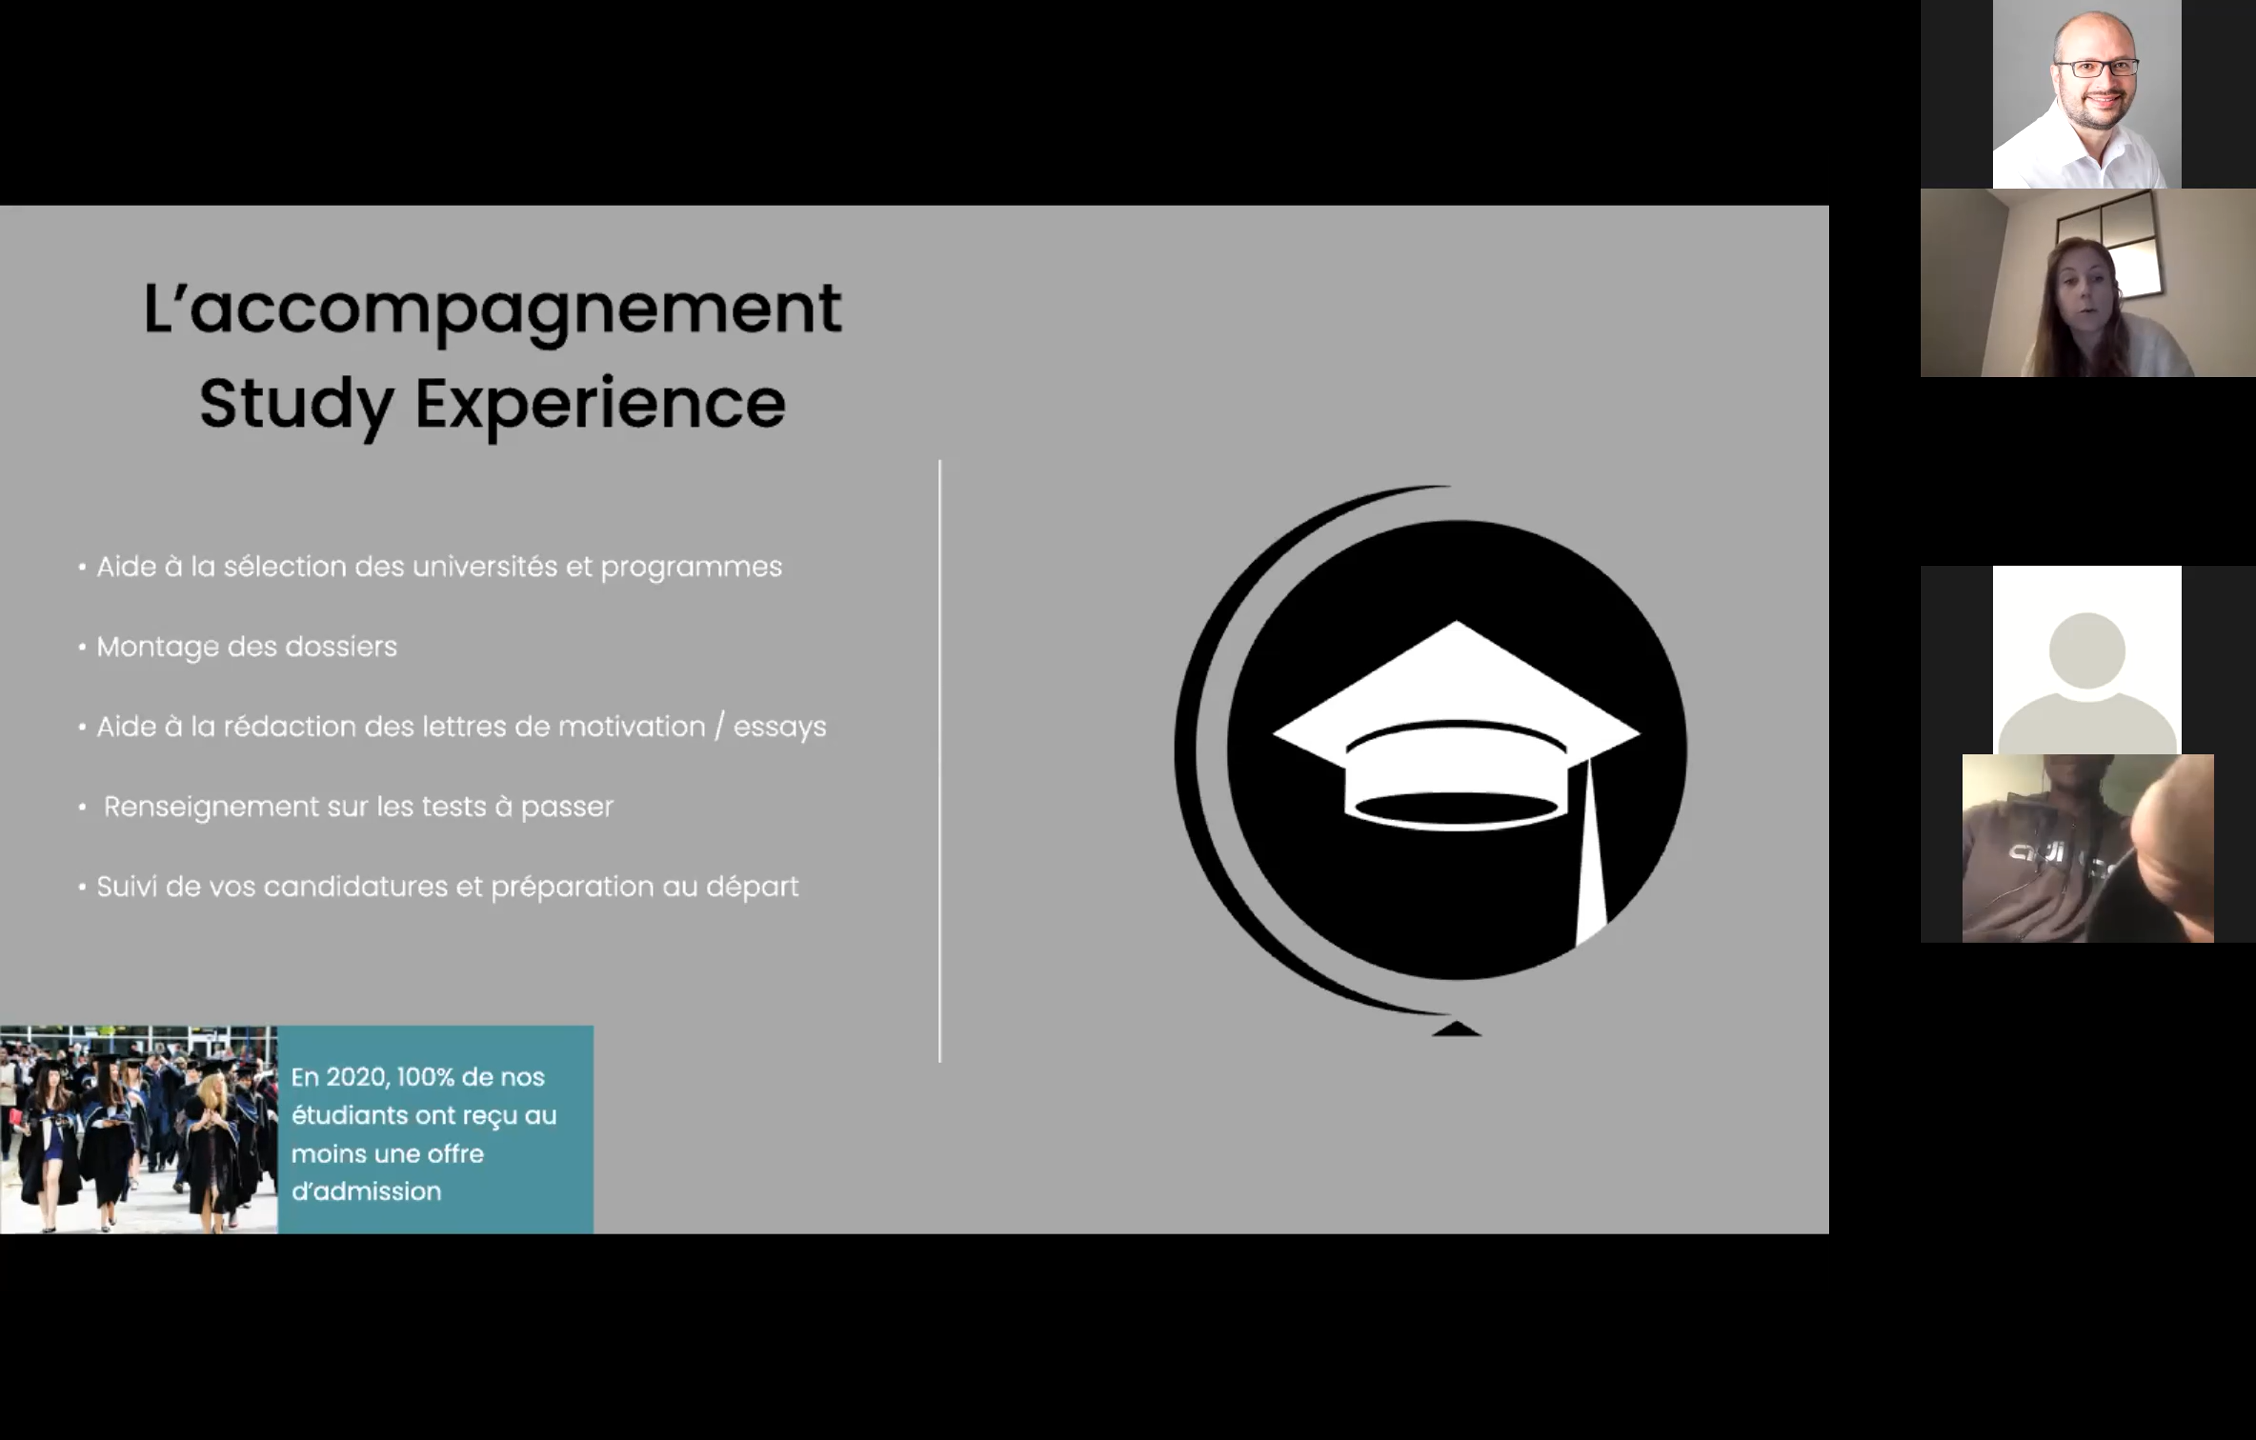 L’accompagnement
Study Experience
• Aide à la sélection des universités et programmes
• Montage des dossiers
• Aide à la rédaction des lettres de motivation / essays
• Renseignement sur les tests à passer
• Suivi de vos candidatures et préparation au départ
En 2020, 100% de nos
étudiants ont reçu au
moins une offre
d’admission